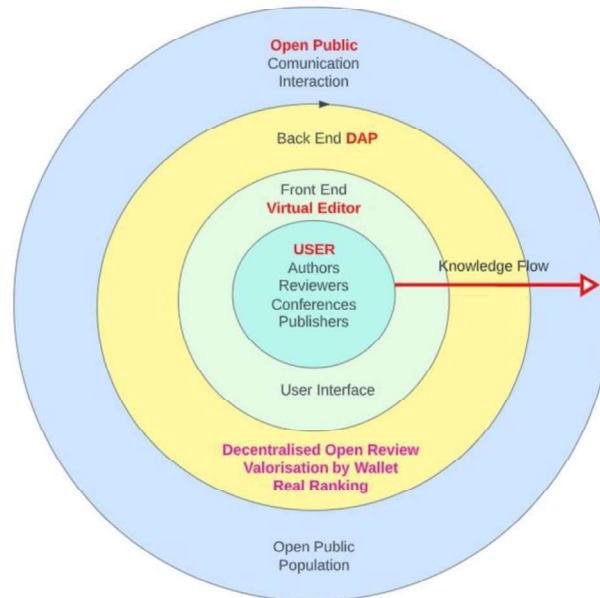 Open Public
Comunication
Interaction
Back End DAP
Front End
Virtual Editor
USER
Authors
Reviewers
Conferences
Publishers
Knowledge Flow
User Interface
Decentralised Open Review
Valorisation by Wallet
Real Ranking
Open Public
Population